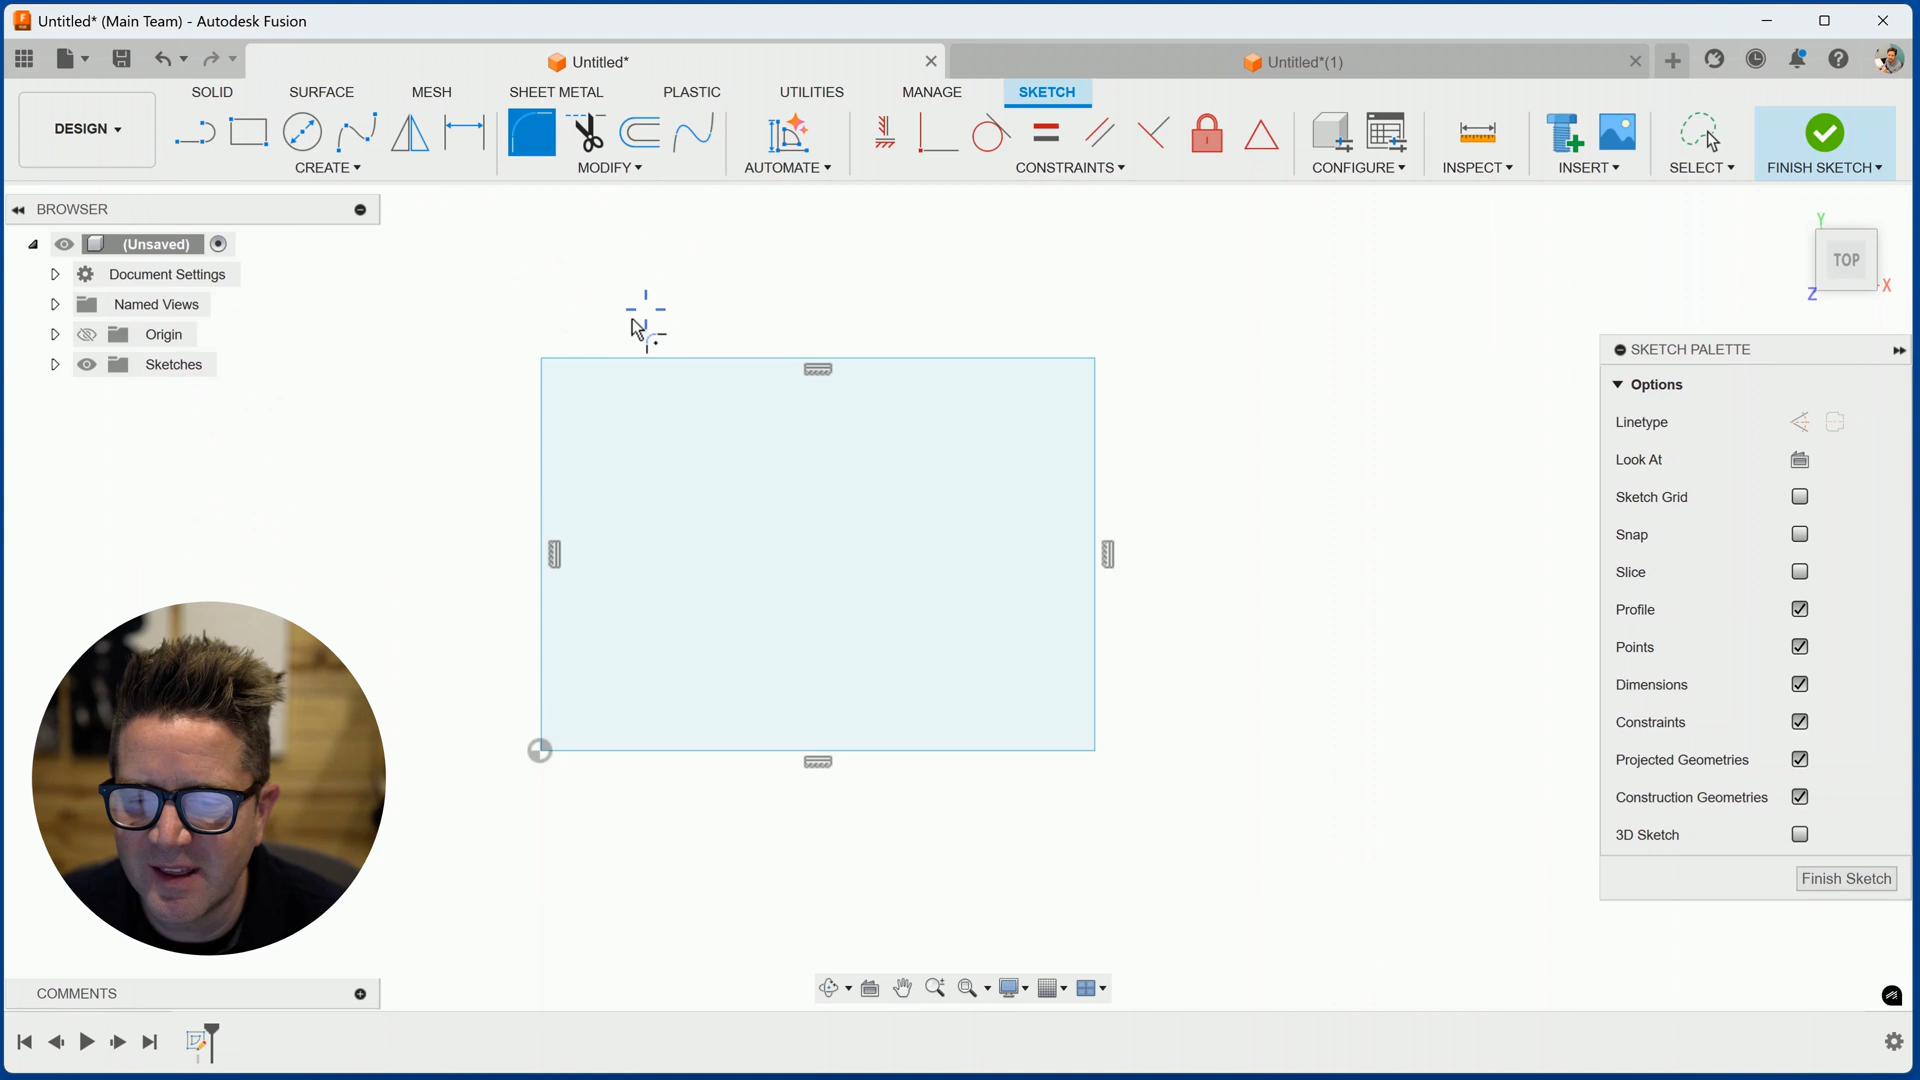 Untitled* (Main Team) - Autodesk Fusion
Untitled*
Untitled*(1)
SOLID
SURFACE
MESH
SHEET METAL
PLASTIC
UTILITIES
MANAGE
SKETCH
DESIGN
CREATE
MODIFY
AUTOMATE
CONSTRAINTS
CONFIGURE
INSPECT
INSERT
SELECT
FINISH SKETCH
BROWSER
(Unsaved)
Document Settings
Named Views
Origin
Sketches
Y
TOP
X
Z
SKETCH PALETTE
Options
Linetype
Look At
Sketch Grid
Snap
Slice
Profile
Points
Dimensions
Constraints
Projected Geometries
Construction Geometries
3D Sketch
Finish Sketch
COMMENTS